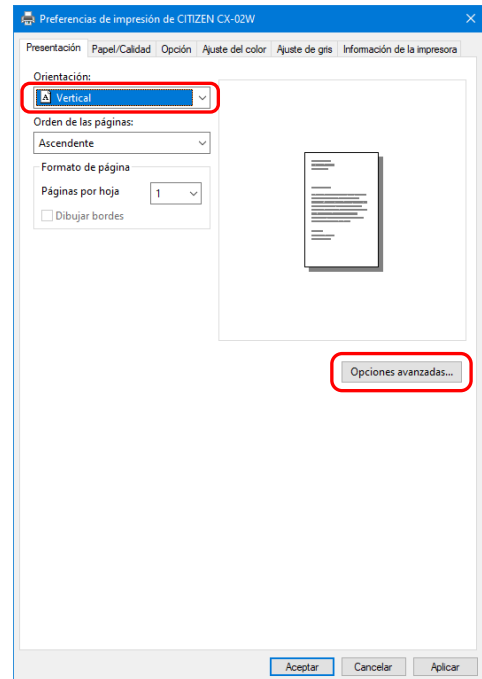 Preferencias de impresión de CITIZEN CX-02W
Presentación Papel/Calidad Opción Ajuste del color Ajuste de gris Información de la impresora
Orientación:
A Vertical
Orden de las páginas:
Ascendente
Formato de página
Páginas por hoja 1
Dibujar bordes
Opciones avanzadas...
Aceptar Cancelar Aplicar